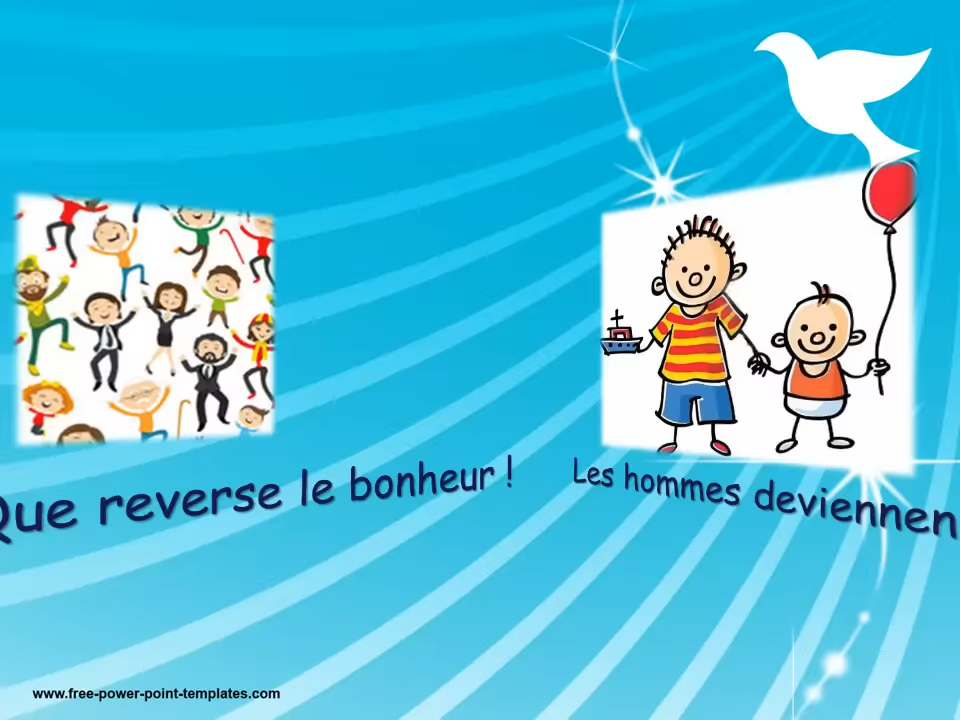 Que reverse le bonheur !
Les hommes deviennen
www.free-power-point-templates.com